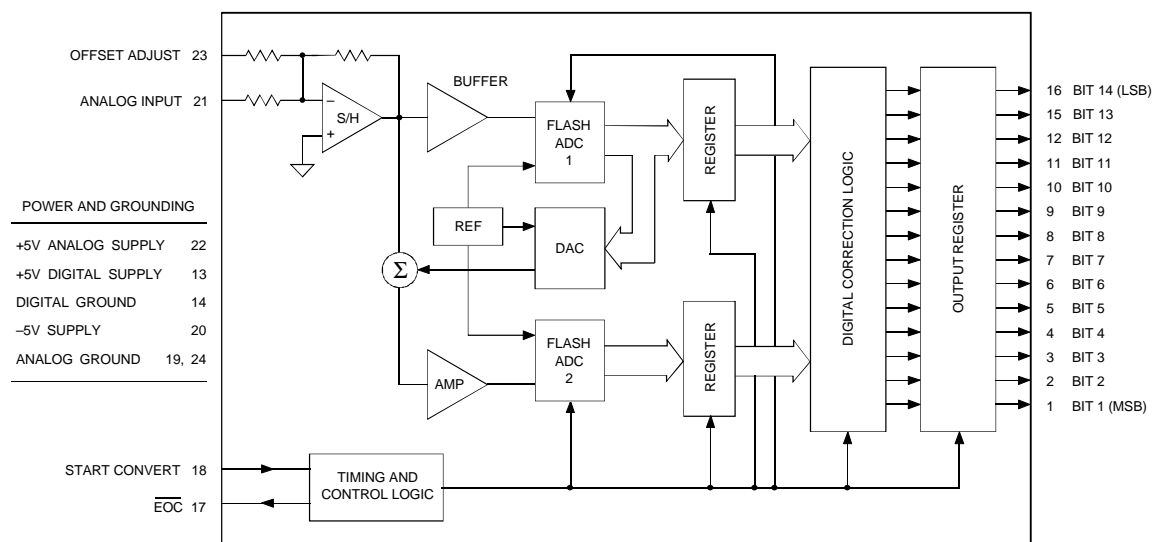 OFFSET ADJUST 23
ANALOG INPUT 21
S/H
BUFFER
FLASH
ADC
1
REGISTER
REF
DAC
Σ
AMP
FLASH
ADC
2
REGISTER
DIGITAL CORRECTION LOGIC
OUTPUT REGISTER
16 BIT 14 (LSB)
15 BIT 13
12 BIT 12
11 BIT 11
10 BIT 10
9 BIT 9
8 BIT 8
7 BIT 7
6 BIT 6
5 BIT 5
4 BIT 4
3 BIT 3
2 BIT 2
1 BIT 1 (MSB)
POWER AND GROUNDING
+5V ANALOG SUPPLY 22
+5V DIGITAL SUPPLY 13
DIGITAL GROUND 14
–5V SUPPLY 20
ANALOG GROUND 19, 24
START CONVERT 18
EOC 17
TIMING AND
CONTROL LOGIC